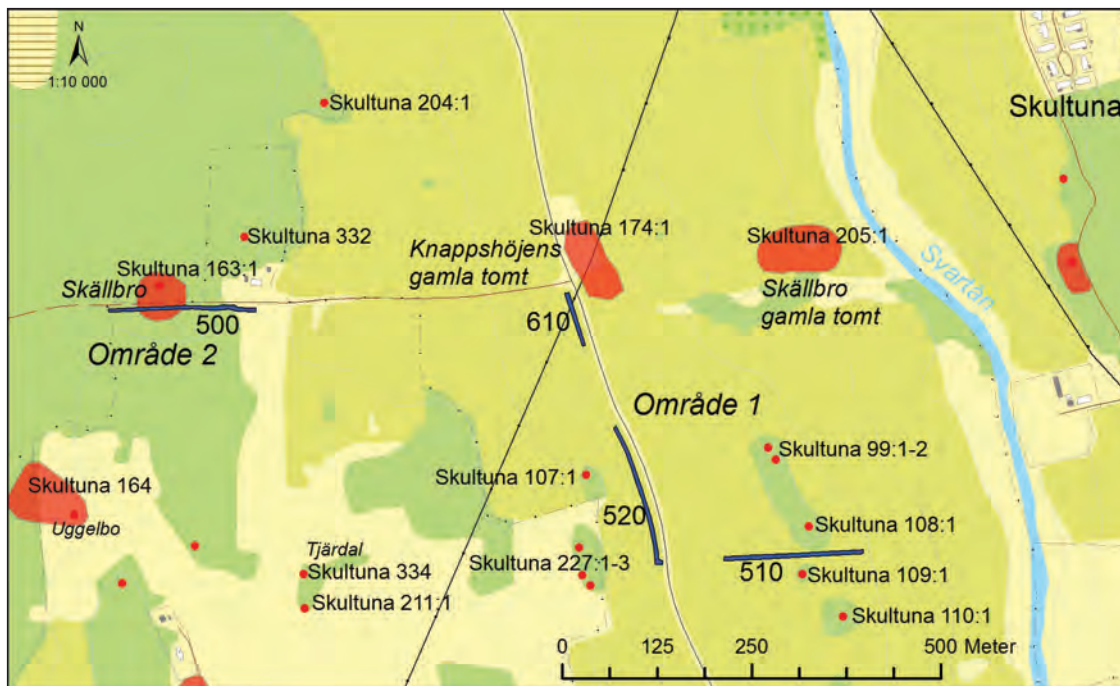 N
1:10 000
Skultuna 204:1
Skultuna
Skultuna 332
Knappshöjens
gamla tomt
Skultuna 174:1
Skultuna 205:1
Skultuna 163:1
Skällbro
500
Område 2
610
Skällbro
gamla tomt
Svartån
Område 1
Skultuna 99:1-2
Skultuna 107:1
Skultuna 164
Uggelbo
520
Skultuna 108:1
Tjärdal
Skultuna 334
Skultuna 227:1-3
510
Skultuna 109:1
Skultuna 211:1
Skultuna 110:1
0 125 250 500 Meter